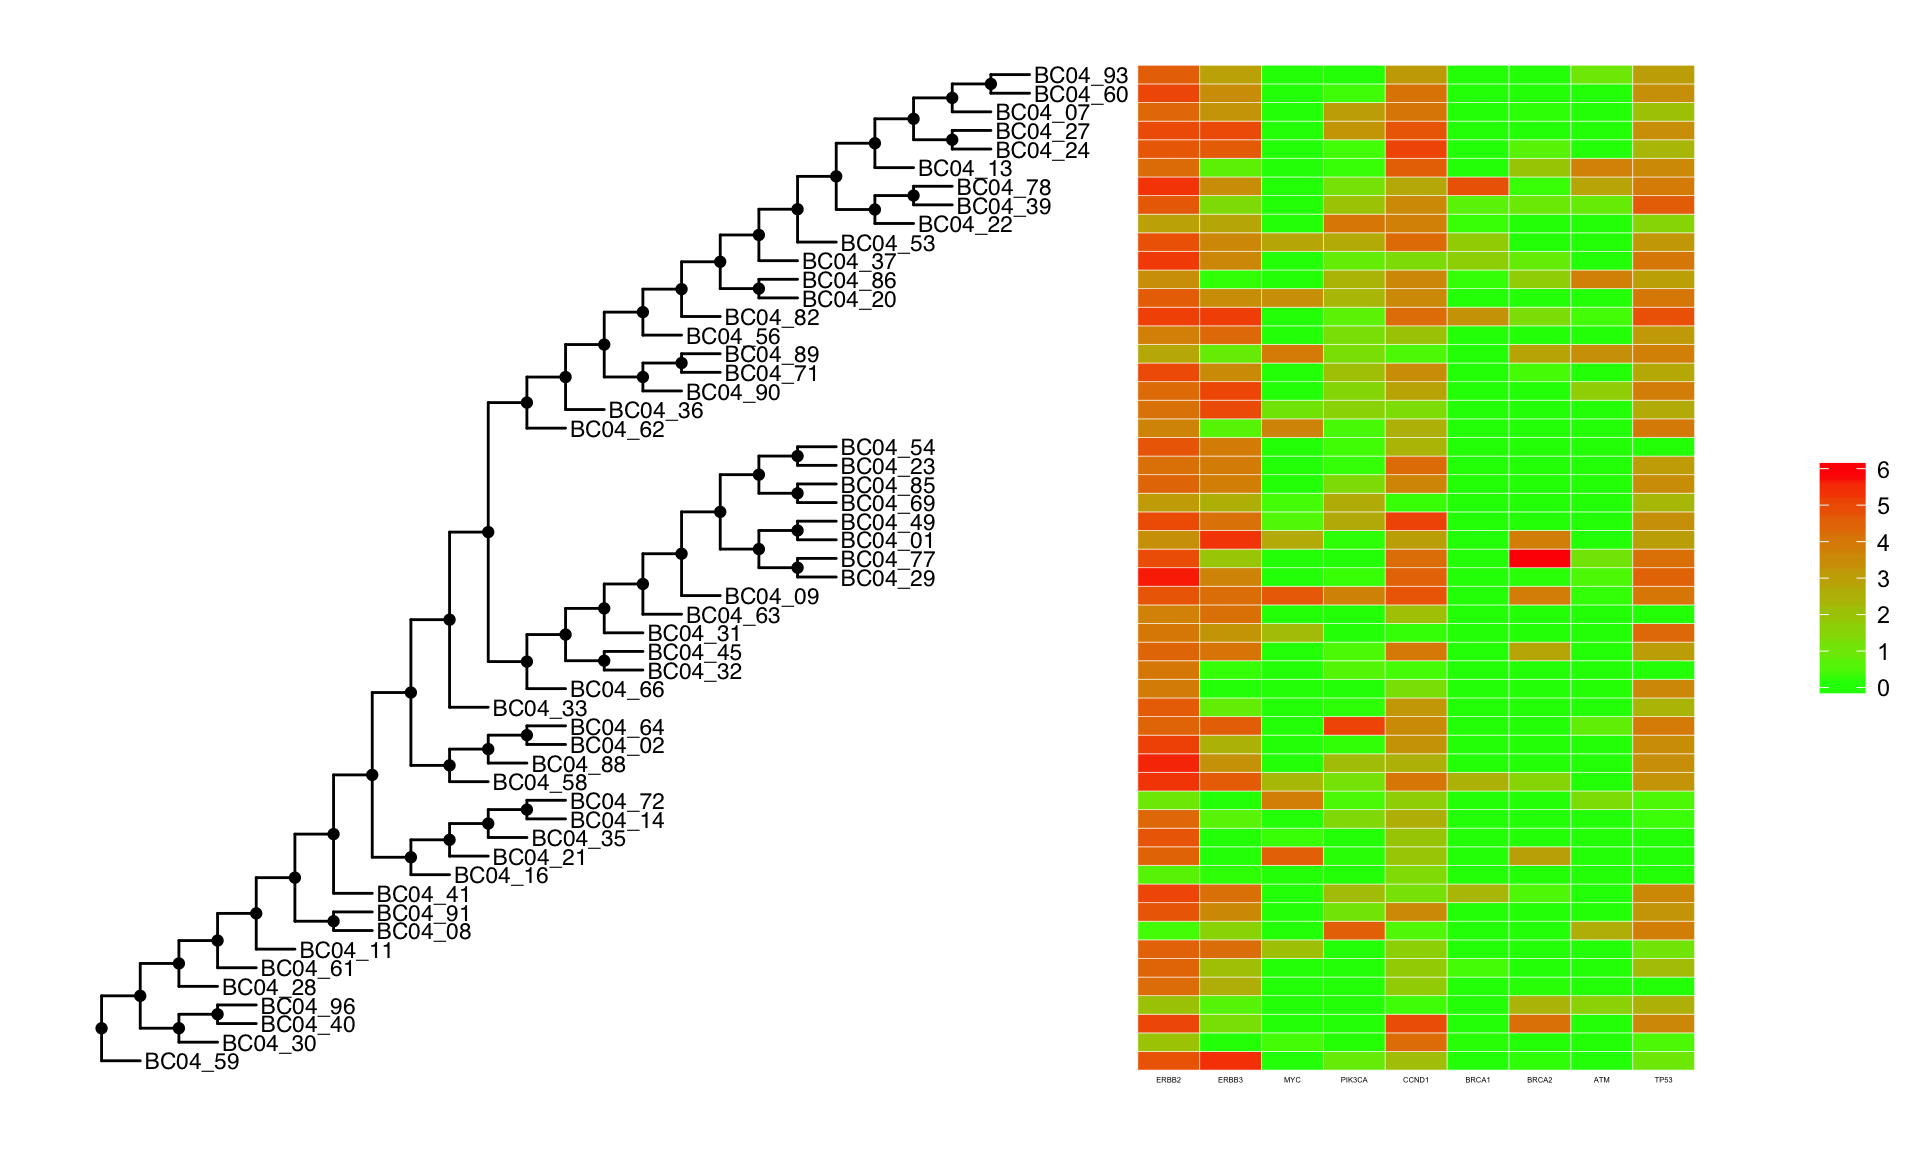 BC04_93
BC04_60
BC04_07
BC04_27
BC04_24
BC04_13
BC04_78
BC04_39
BC04_22
BC04_53
BC04_37
BC04_86
BC04_20
BC04_82
BC04_56
BC04_89
BC04_71
BC04_90
BC04_36
BC04_62
BC04_54
BC04_23
BC04_85
BC04_69
BC04_49
BC04_01
BC04_77
BC04_29
BC04_09
BC04_63
BC04_31
BC04_45
BC04_32
BC04_66
BC04_33
BC04_64
BC04_02
BC04_88
BC04_58
BC04_72
BC04_14
BC04_35
BC04_21
BC04_16
BC04_41
BC04_91
BC04_08
BC04_11
BC04_61
BC04_28
BC04_96
BC04_40
BC04_30
BC04_59
ERBB2 ERBB3 MYC PIK3CA CCND1 BRCA1 BRCA2 ATM TP53
6
5
4
3
2
1
0